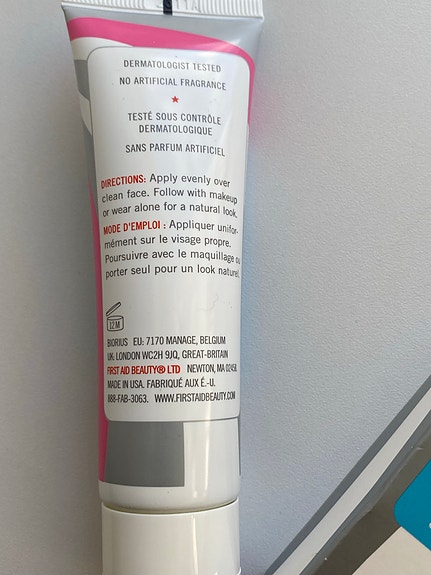 DERMATOLOGIST TESTED
NO ARTIFICIAL FRAGRANCE
TESTÉ SOUS CONTRÔLE
DERMATOLOGIQUE
SANS PARFUM ARTIFICIEL
DIRECTIONS: Apply evenly over
clean face. Follow with makeup
or wear alone for a natural look.
MODE D'EMPLOI : Appliquer unifor-
mément sur le visage propre.
Poursuivre avec le maquillage ou
porter seul pour un look naturel.
12M
BIORIUS EU: 7170 MANAGE, BELGIUM
UK: LONDON WC2H 9JQ, GREAT-BRITAIN
FIRST AID BEAUTY® LTD NEWTON, MA 02458.
MADE IN USA. FABRIQUÉ AUX É.-U.
888-FAB-3063. WWW.FIRSTAIDBEAUTY.COM